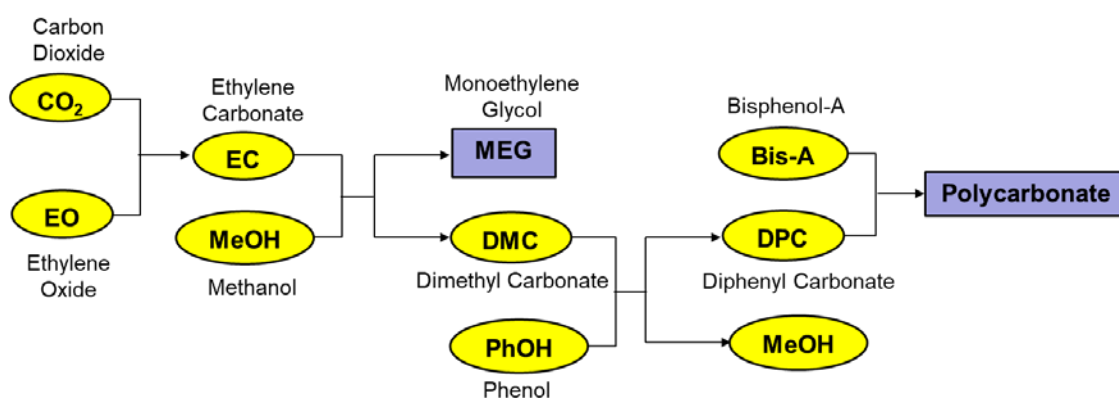 Carbon
Dioxide
CO₂
EO
Ethylene
Oxide
Ethylene
Carbonate
EC
MeOH
Methanol
Monoethylene
Glycol
MEG
DMC
Dimethyl Carbonate
PhOH
Phenol
Bisphenol-A
Bis-A
DPC
Diphenyl Carbonate
MeOH
Polycarbonate